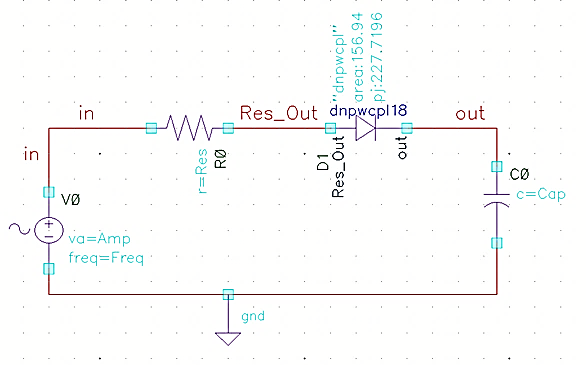 "dnpwcpl"
area:156.94
pj:227.7196
in
Res_Out
dnpwcpl18
out
in
r=Res
R0
D1
Res_Out
out
V0
va=Amp
freq=Freq
C0
c=Cap
gnd